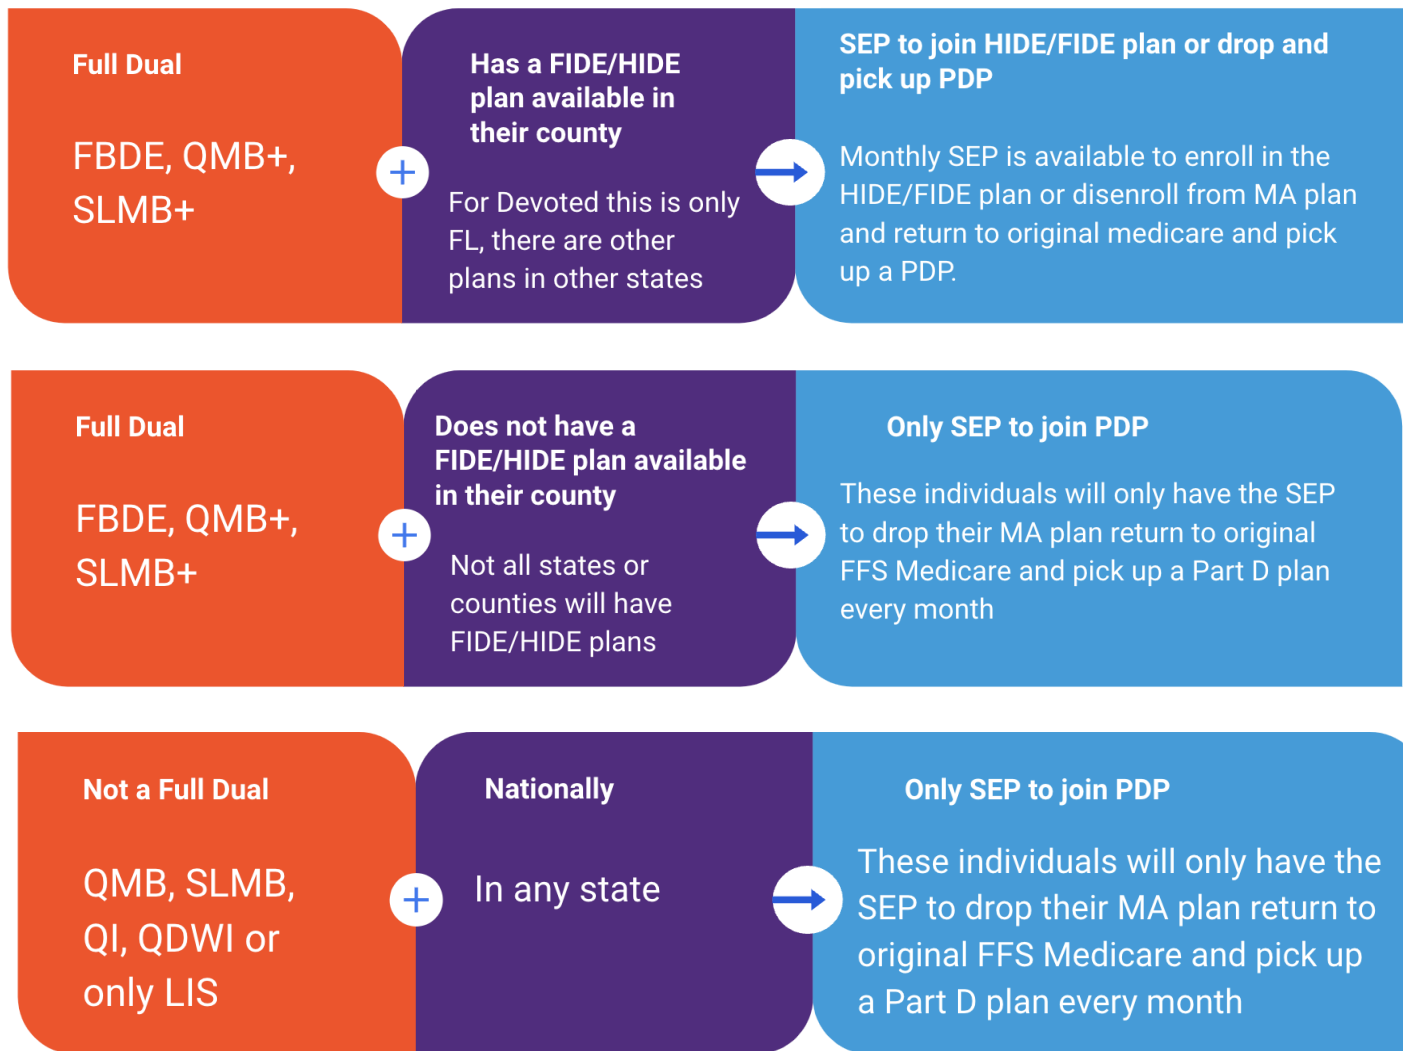 Full Dual
FBDE, QMB+,
SLMB+
Has a FIDE/HIDE
plan available in
their county
For Devoted this is only
FL, there are other
plans in other states
SEP to join HIDE/FIDE plan or drop and
pick up PDP
Monthly SEP is available to enroll in the
HIDE/FIDE plan or disenroll from MA plan
and return to original medicare and pick
up a PDP.
Full Dual
FBDE, QMB+,
SLMB+
Does not have a
FIDE/HIDE plan available
in their county
Not all states or
counties will have
FIDE/HIDE plans
Only SEP to join PDP
These individuals will only have the SEP
to drop their MA plan return to original
FFS Medicare and pick up a Part D plan
every month
Not a Full Dual
QMB, SLMB,
QI, QDWI or
only LIS
Nationally
In any state
Only SEP to join PDP
These individuals will only have the
SEP to drop their MA plan return to
original FFS Medicare and pick up
a Part D plan every month